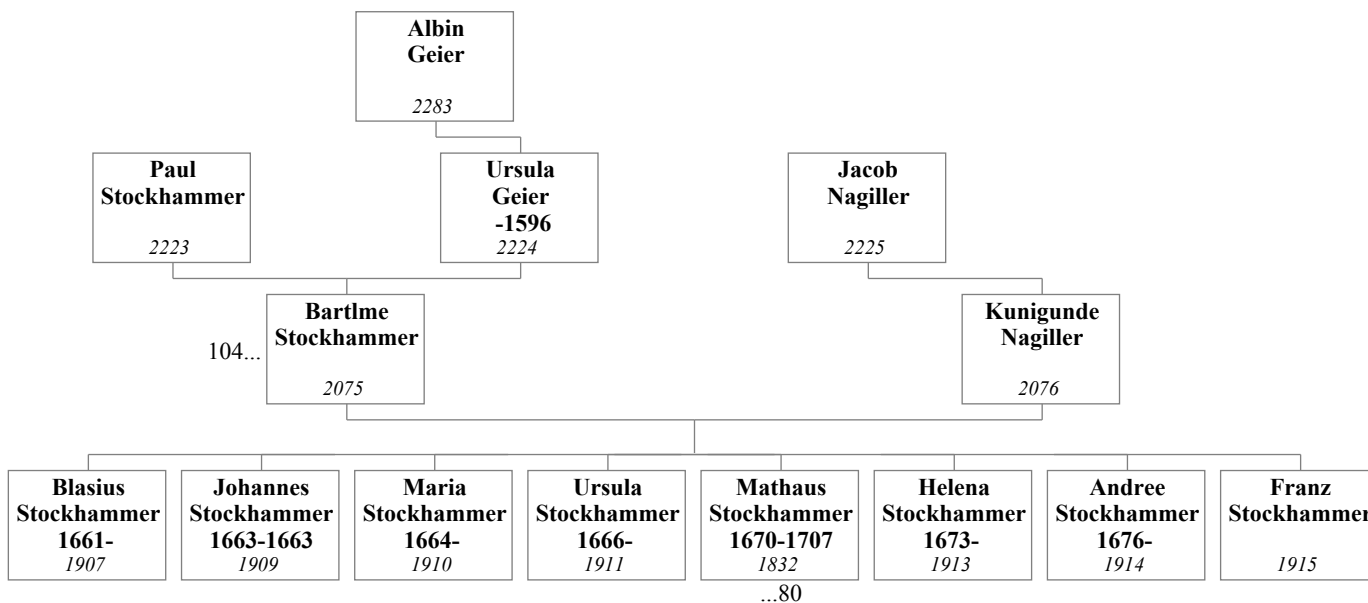 Albin
Geier
2283
Paul
Stockhammer
2223
Ursula
Geier
-1596
2224
Jacob
Nagiller
2225
104...
Bartlme
Stockhammer
2075
Kunigunde
Nagiller
2076
Blasius
Stockhammer
1661-
1907
Johannes
Stockhammer
1663-1663
1909
Maria
Stockhammer
1664-
1910
Ursula
Stockhammer
1666-
1911
Mathaus
Stockhammer
1670-1707
1832
...80
Helena
Stockhammer
1673-
1913
Andree
Stockhammer
1676-
1914
Franz
Stockhammer
1915